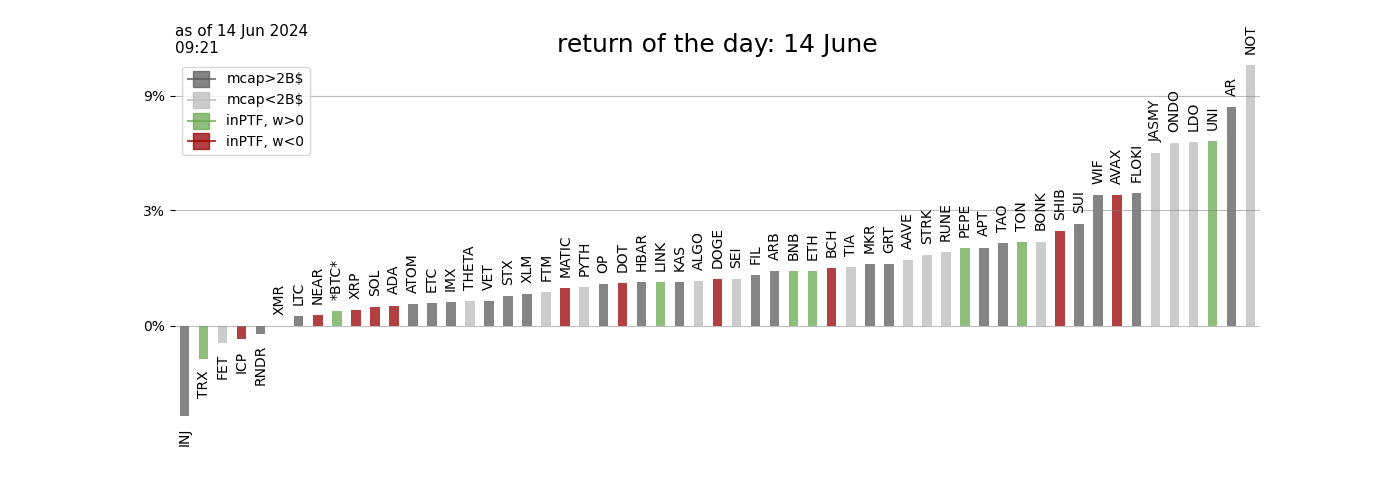 as of 14 Jun 2024
09:21
return of the day: 14 June
mcap>2B$
mcap<2B$
inPTF, w>0
inPTF, w<0
9%
3%
0%
INJ
TRX
FET
ICP
RNDR
XMR
LTC
NEAR
*BTC*
XRP
SOL
ADA
ATOM
ETC
IMX
THETA
VET
STX
XLM
FTM
MATIC
PYTH
OP
DOT
HBAR
LINK
KAS
ALGO
DOGE
SEI
FIL
ARB
BNB
ETH
BCH
TIA
MKR
GRT
AAVE
STRK
RUNE
PEPE
APT
TAO
TON
BONK
SHIB
SUI
WIF
AVAX
FLOKI
JASMY
ONDO
LDO
UNI
AR
NOT